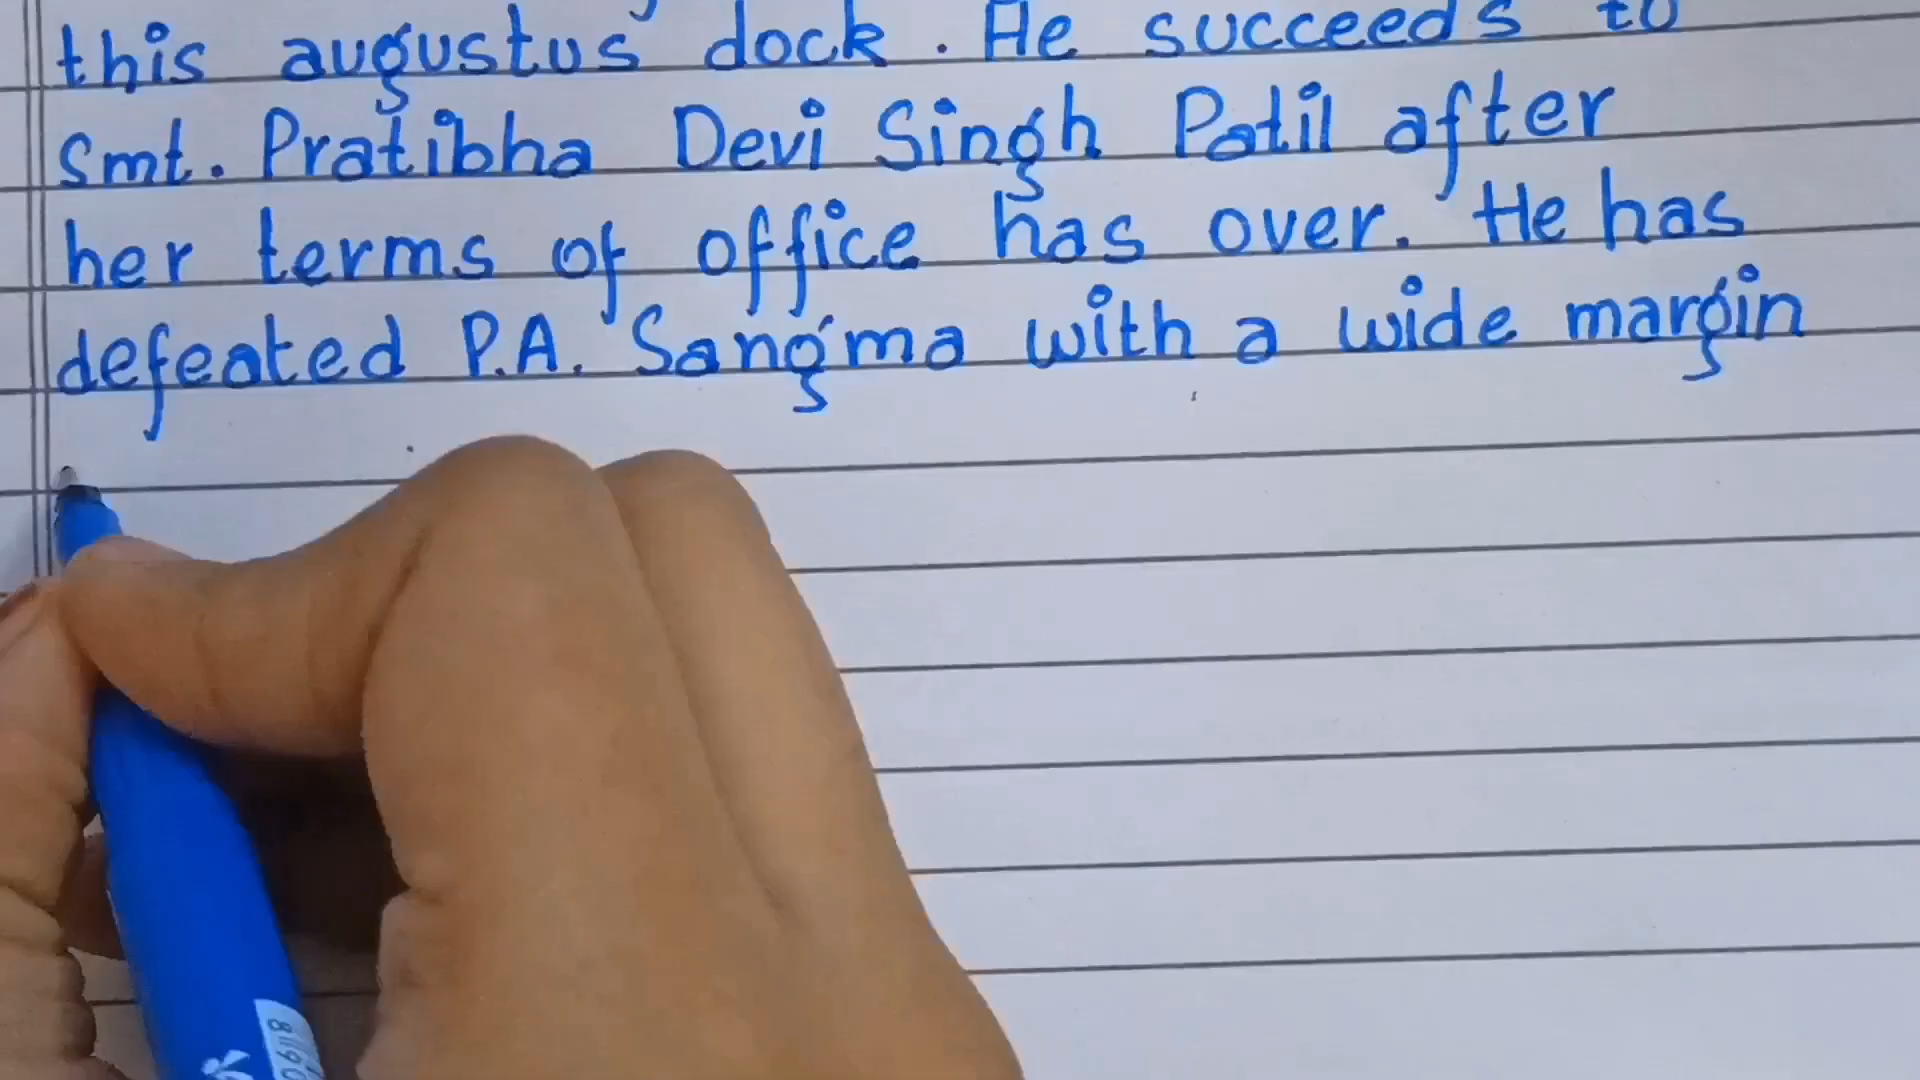 this augustus dock. He succeeds to
Smt. Pratibha Devi Singh Patil after
her terms of office has over. He has
defeated P.A. Sangma with a wide margin